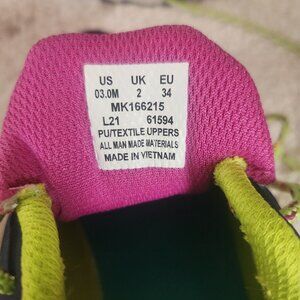 US UK EU
03.0M 2 34
MK166215
L21 61594
PU/TEXTILE UPPERS
ALL MAN MADE MATERIALS
MADE IN VIETNAM